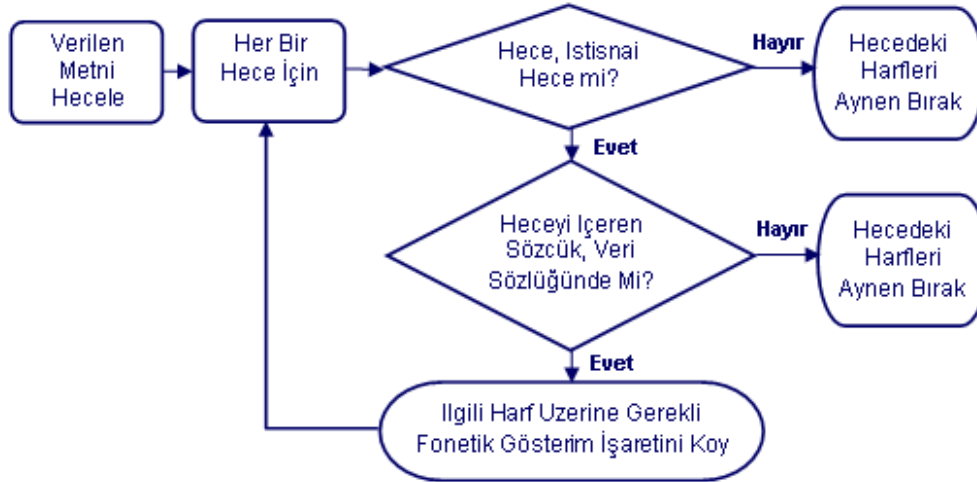 Verilen
Metni
Hecele
Her Bir
Hece İçin
Hece, Istisnai
Hece mi?
Hayır
Hecedeki
Harfleri
Aynen Bırak
Evet
Heceyi Içeren
Sözcük, Veri
Sözlüğünde Mi?
Hayır
Hecedeki
Harfleri
Aynen Bırak
Evet
Ilgili Harf Uzerine Gerekli
Fonetik Gösterim İşaretini Koy